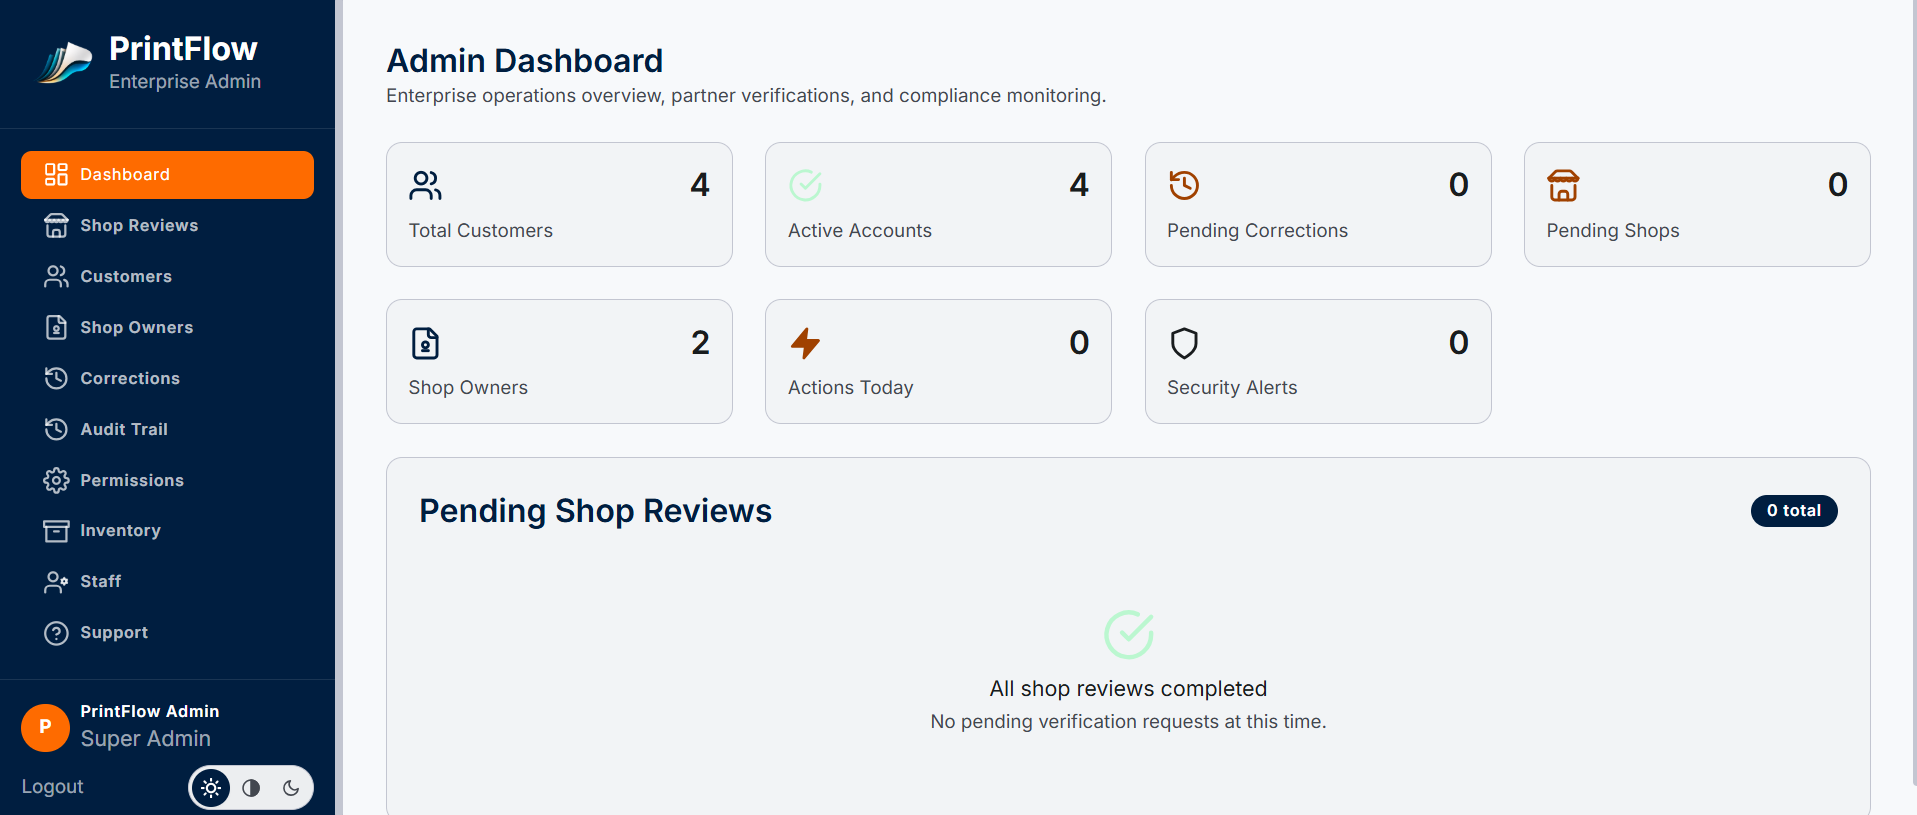 PrintFlow
Enterprise Admin
Dashboard
Shop Reviews
Customers
Shop Owners
Corrections
Audit Trail
Permissions
Inventory
Staff
Support
P
PrintFlow Admin
Super Admin
Logout
Admin Dashboard
Enterprise operations overview, partner verifications, and compliance monitoring.
4
Total Customers
4
Active Accounts
0
Pending Corrections
0
Pending Shops
2
Shop Owners
0
Actions Today
0
Security Alerts
Pending Shop Reviews
0 total
All shop reviews completed
No pending verification requests at this time.